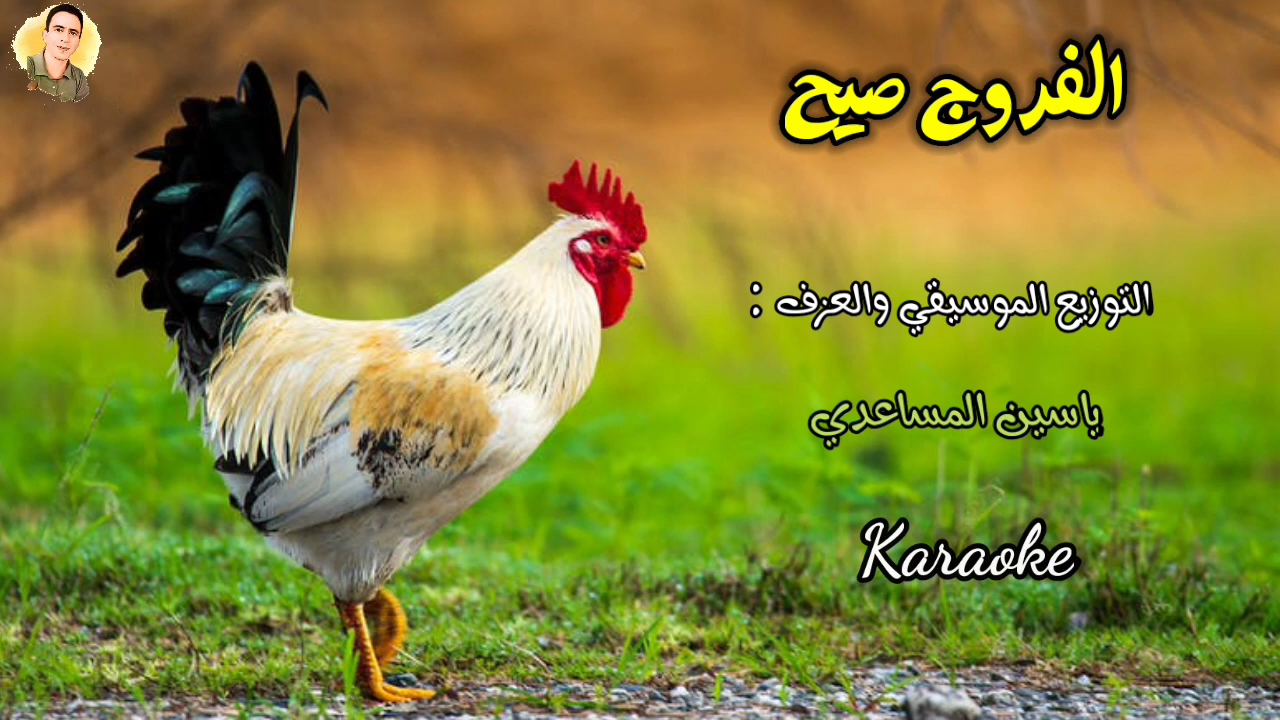 الفروج صيح
التوزيع الموسيقي والعزف :
ياسين المساعدي
Karaoke